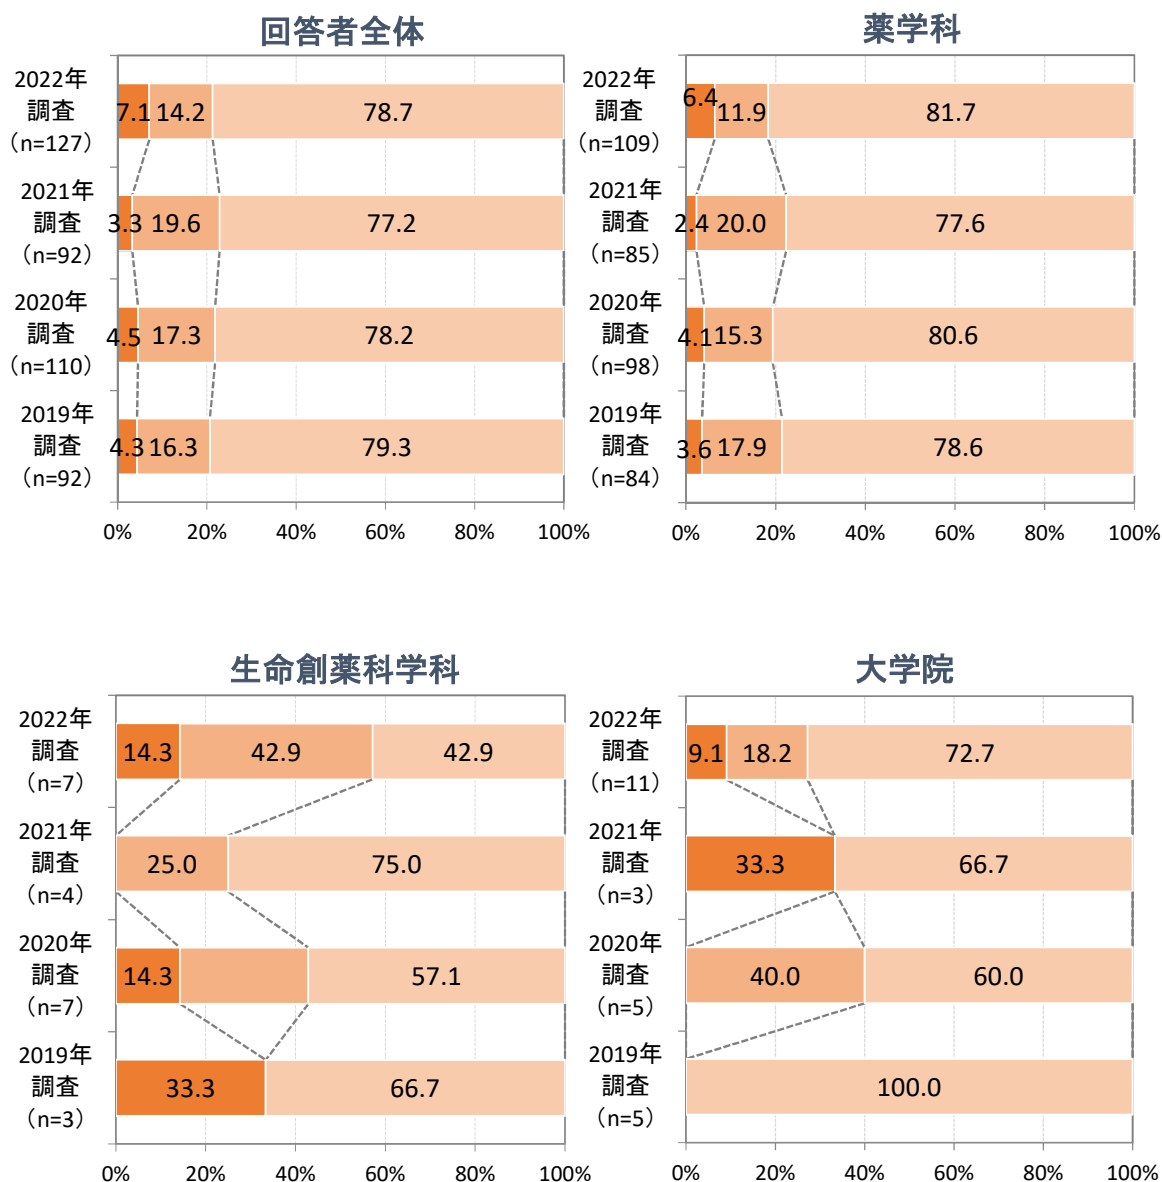 回答者全体
2022年
調査
(n=127)
7.1 14.2 78.7
2021年
調査
(n=92)
3.3 19.6 77.2
2020年
調査
(n=110)
4.5 17.3 78.2
2019年
調査
(n=92)
4.3 16.3 79.3
0% 20% 40% 60% 80% 100%
薬学科
2022年
調査
(n=109)
6.4 11.9 81.7
2021年
調査
(n=85)
2.4 20.0 77.6
2020年
調査
(n=98)
4.1 15.3 80.6
2019年
調査
(n=84)
3.6 17.9 78.6
0% 20% 40% 60% 80% 100%
生命創薬科学科
2022年
調査
(n=7)
14.3 42.9 42.9
2021年
調査
(n=4)
25.0 75.0
2020年
調査
(n=7)
14.3 57.1
2019年
調査
(n=3)
33.3 66.7
0% 20% 40% 60% 80% 100%
大学院
2022年
調査
(n=11)
9.1 18.2 72.7
2021年
調査
(n=3)
33.3 66.7
2020年
調査
(n=5)
40.0 60.0
2019年
調査
(n=5)
100.0
0% 20% 40% 60% 80% 100%